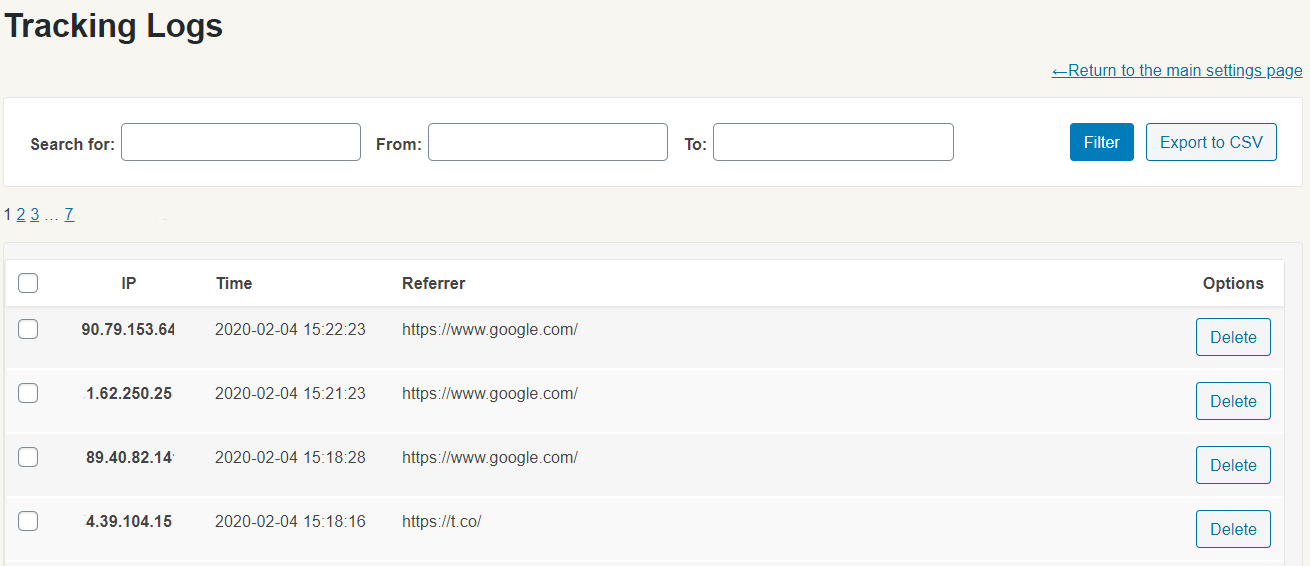 Tracking Logs
←Return to the main settings page
Search for: From: To: Filter Export to CSV
1 2 3 ... 7
IP Time Referrer Options
90.79.153.64 2020-02-04 15:22:23 https://www.google.com/ Delete
1.62.250.25 2020-02-04 15:21:23 https://www.google.com/ Delete
89.40.82.14 2020-02-04 15:18:28 https://www.google.com/ Delete
4.39.104.15 2020-02-04 15:18:16 https://t.co/ Delete